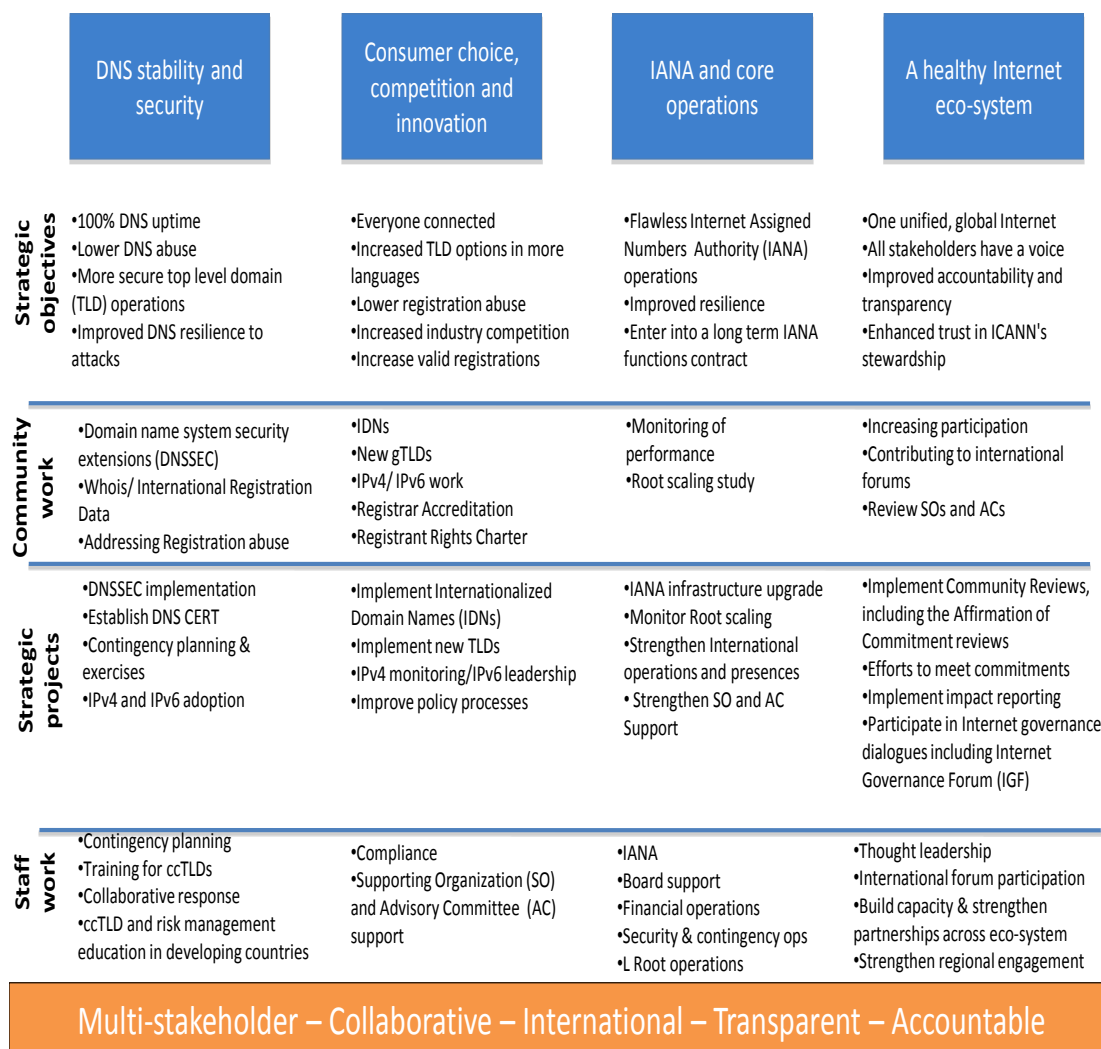 DNS stability and
security
Consumer choice,
competition and
innovation
IANA and core
operations
A healthy Internet
eco-system
Strategic
objectives
•100% DNS uptime
•Lower DNS abuse
•More secure top level domain
(TLD) operations
•Improved DNS resilience to
attacks
•Everyone connected
•Increased TLD options in more
languages
•Lower registration abuse
•Increased industry competition
•Increase valid registrations
•Flawless Internet Assigned
Numbers Authority (IANA)
operations
•Improved resilience
•Enter into a long term IANA
functions contract
•One unified, global Internet
•All stakeholders have a voice
•Improved accountability and
transparency
•Enhanced trust in ICANN's
stewardship
Community
work
•Domain name system security
extensions (DNSSEC)
•Whois/ International Registration
Data
•Addressing Registration abuse
•IDNs
•New gTLDs
•IPv4/ IPv6 work
•Registrar Accreditation
•Registrant Rights Charter
•Monitoring of
performance
•Root scaling study
•Increasing participation
•Contributing to international
forums
•Review SOs and ACs
Strategic
projects
•DNSSEC implementation
•Establish DNS CERT
•Contingency planning &
exercises
•IPv4 and IPv6 adoption
•Implement Internationalized
Domain Names (IDNs)
•Implement new TLDs
•IPv4 monitoring/IPv6 leadership
•Improve policy processes
•IANA infrastructure upgrade
•Monitor Root scaling
•Strengthen International
operations and presences
• Strengthen SO and AC
Support
•Implement Community Reviews,
including the Affirmation of
Commitment reviews
•Efforts to meet commitments
•Implement impact reporting
•Participate in Internet governance
dialogues including Internet
Governance Forum (IGF)
Staff
work
•Contingency planning
•Training for ccTLDs
•Collaborative response
•ccTLD and risk management
education in developing countries
•Compliance
•Supporting Organization (SO)
and Advisory Committee (AC)
support
•IANA
•Board support
•Financial operations
•Security & contingency ops
•L Root operations
•Thought leadership
•International forum participation
•Build capacity & strengthen
partnerships across eco-system
•Strengthen regional engagement
Multi-stakeholder – Collaborative – International – Transparent – Accountable